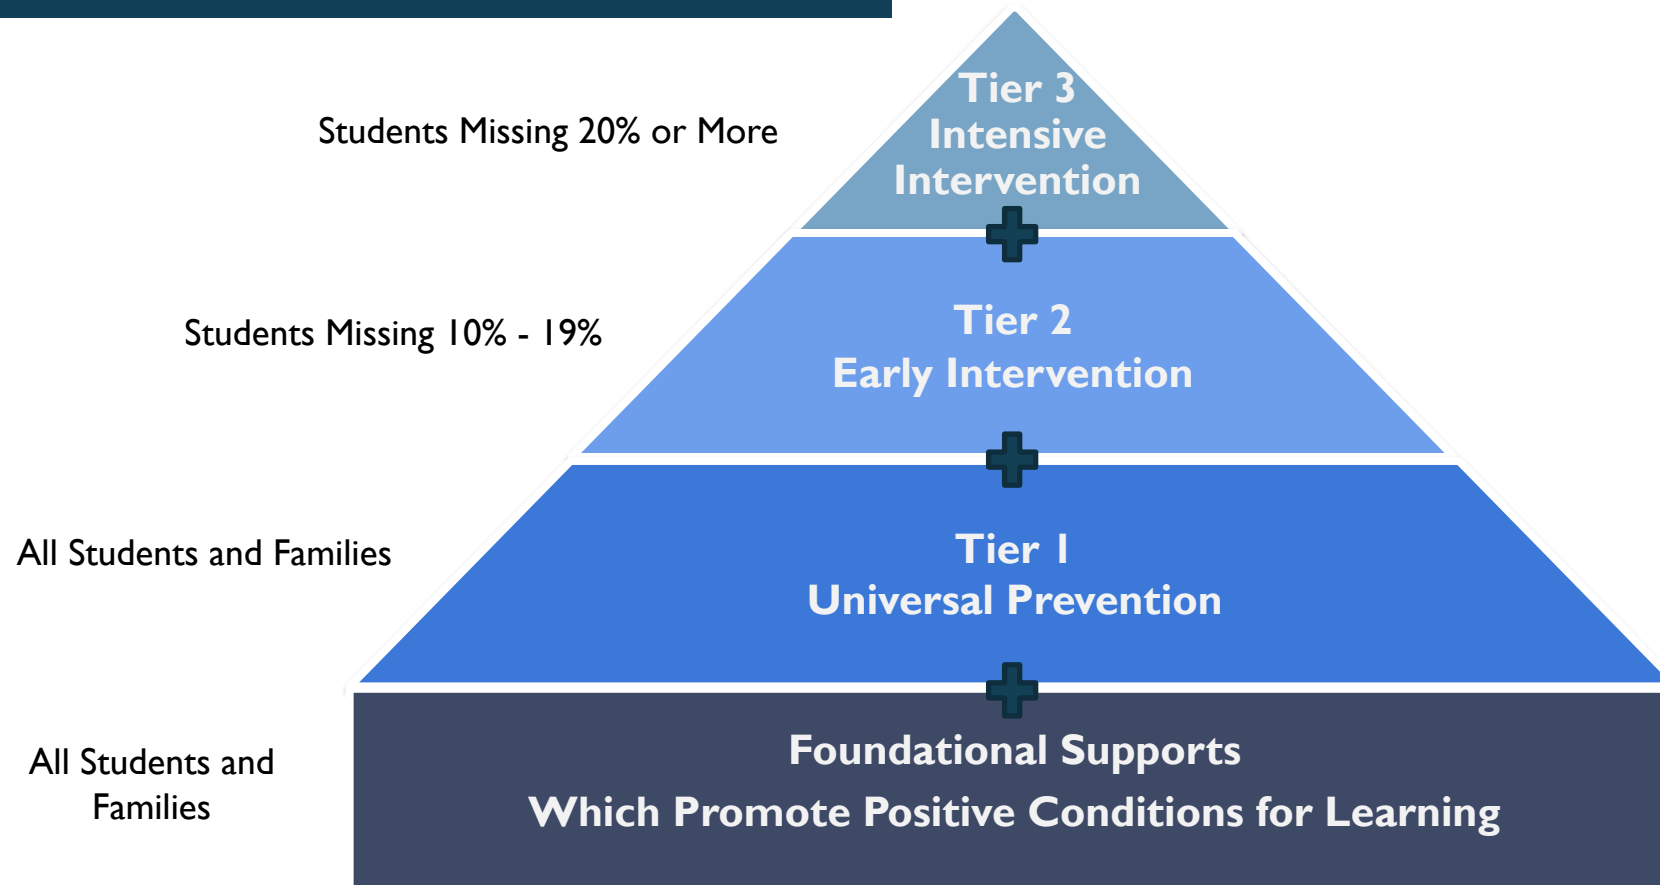 Students Missing 20% or More
Tier 3
Intensive
Intervention
Students Missing 10% - 19%
Tier 2
Early Intervention
All Students and Families
Tier 1
Universal Prevention
All Students and
Families
Foundational Supports
Which Promote Positive Conditions for Learning